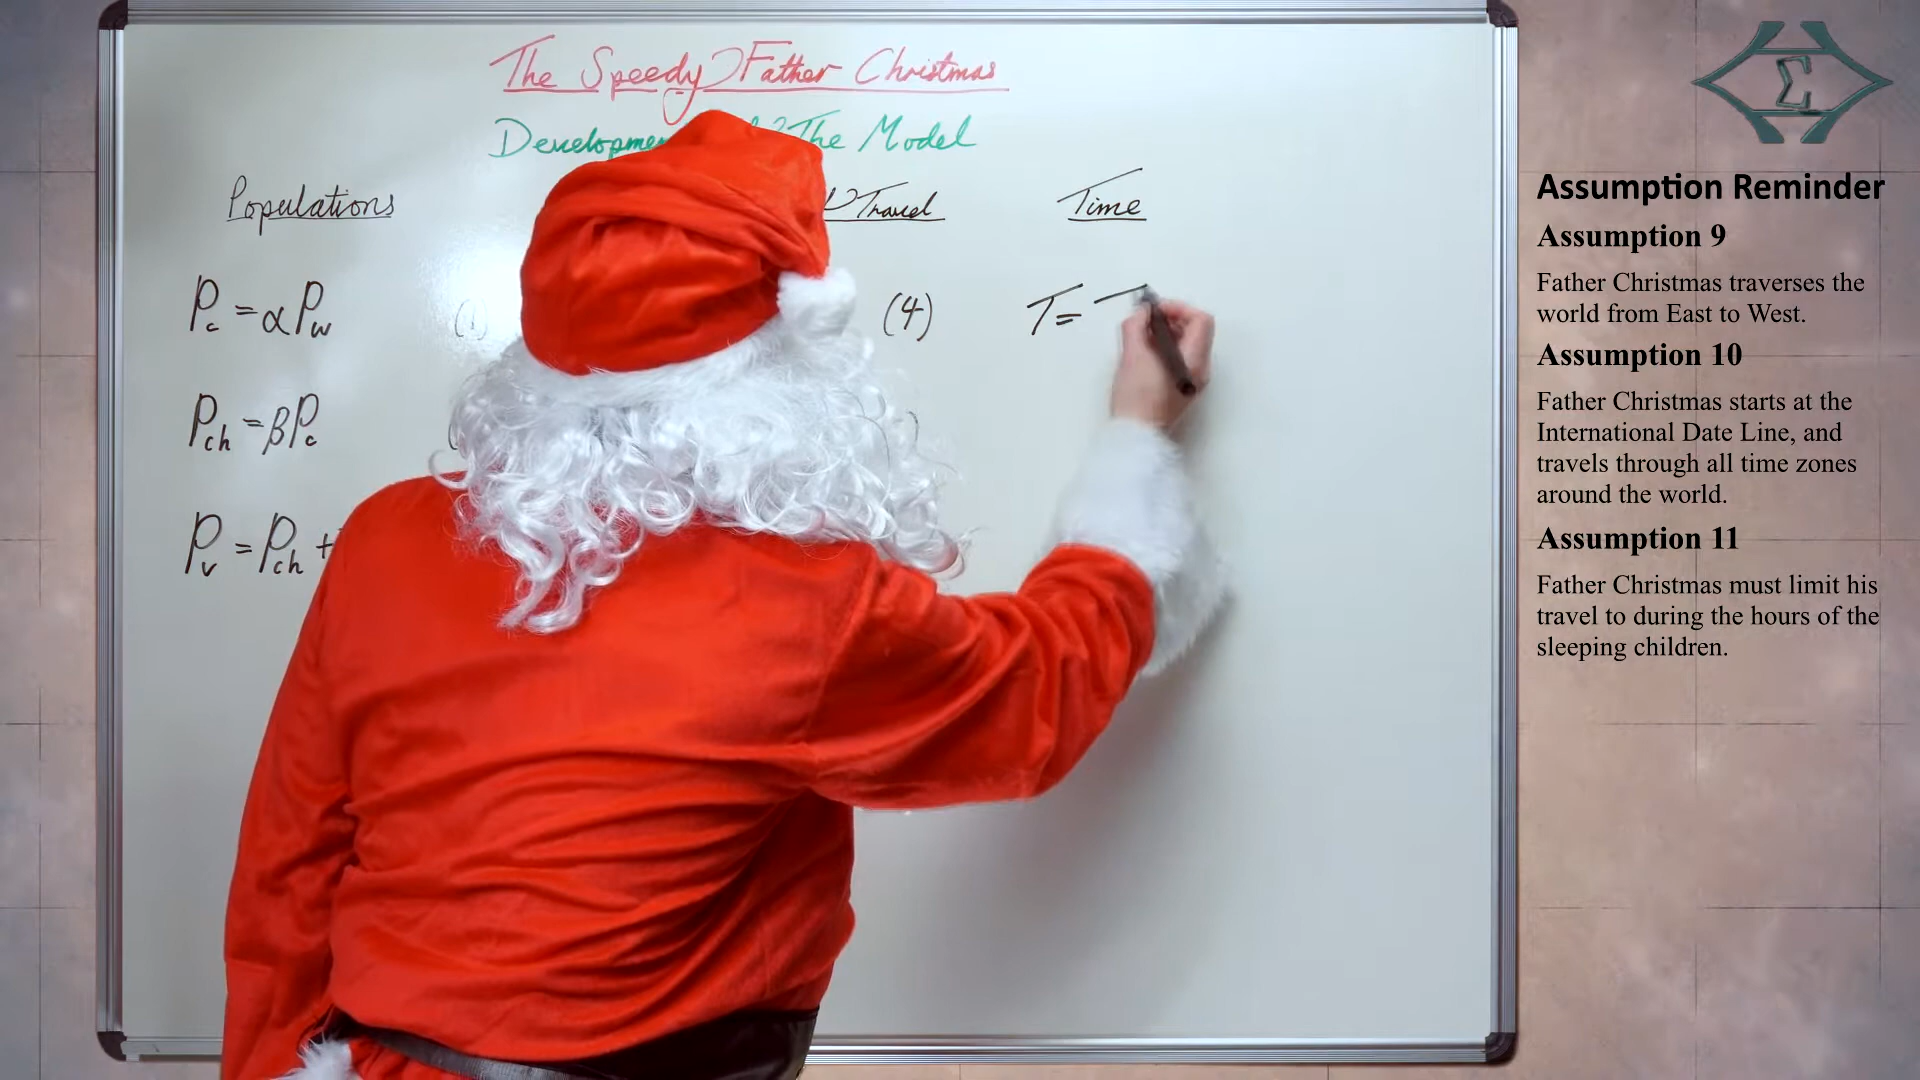 The Speedy Father Christmas
The Model
Populations
Travel
Time
P_c = αP_w
(1)
(4)
T =
P_ch = βP_c
P_v = P_ch +
Σ
Assumption Reminder
Assumption 9
Father Christmas traverses the
world from East to West.
Assumption 10
Father Christmas starts at the
International Date Line, and
travels through all time zones
around the world.
Assumption 11
Father Christmas must limit his
travel to during the hours of the
sleeping children.